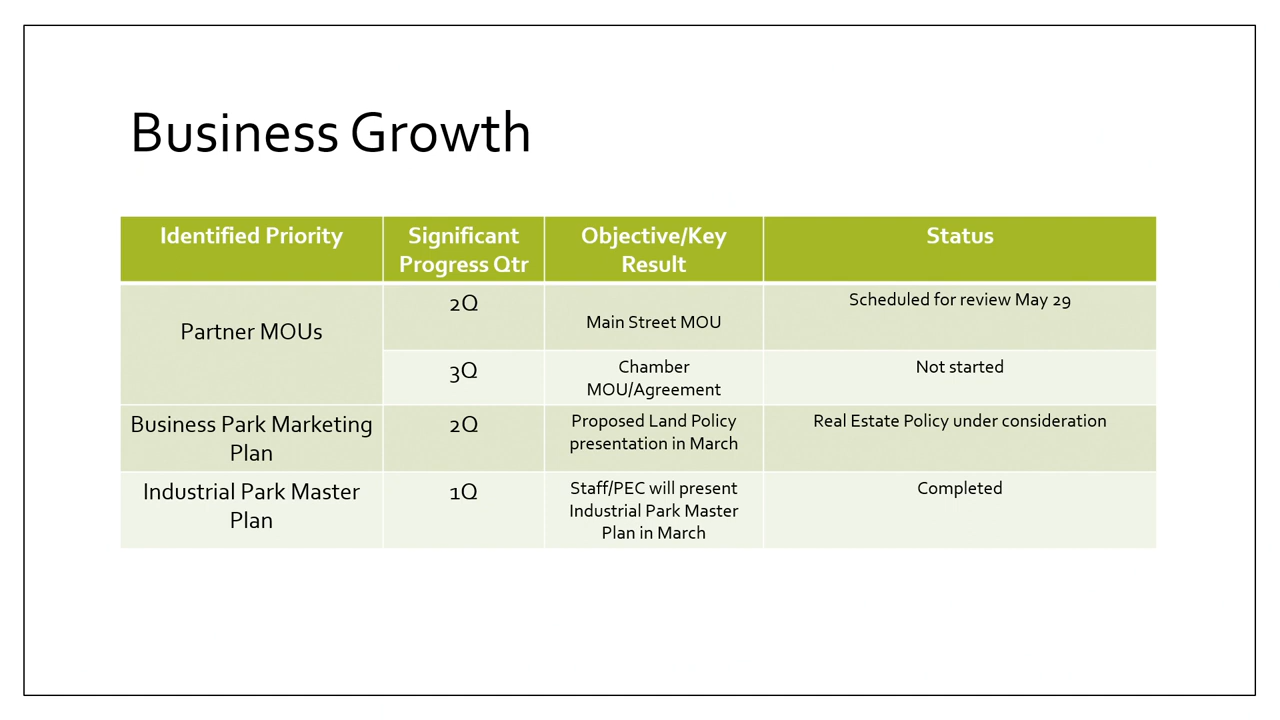 Business Growth
Identified Priority
Significant
Progress Qtr
Objective/Key
Result
Status
Partner MOUs
2Q
Main Street MOU
Scheduled for review May 29
3Q
Chamber
MOU/Agreement
Not started
Business Park Marketing
Plan
2Q
Proposed Land Policy
presentation in March
Real Estate Policy under consideration
Industrial Park Master
Plan
1Q
Staff/PEC will present
Industrial Park Master
Plan in March
Completed